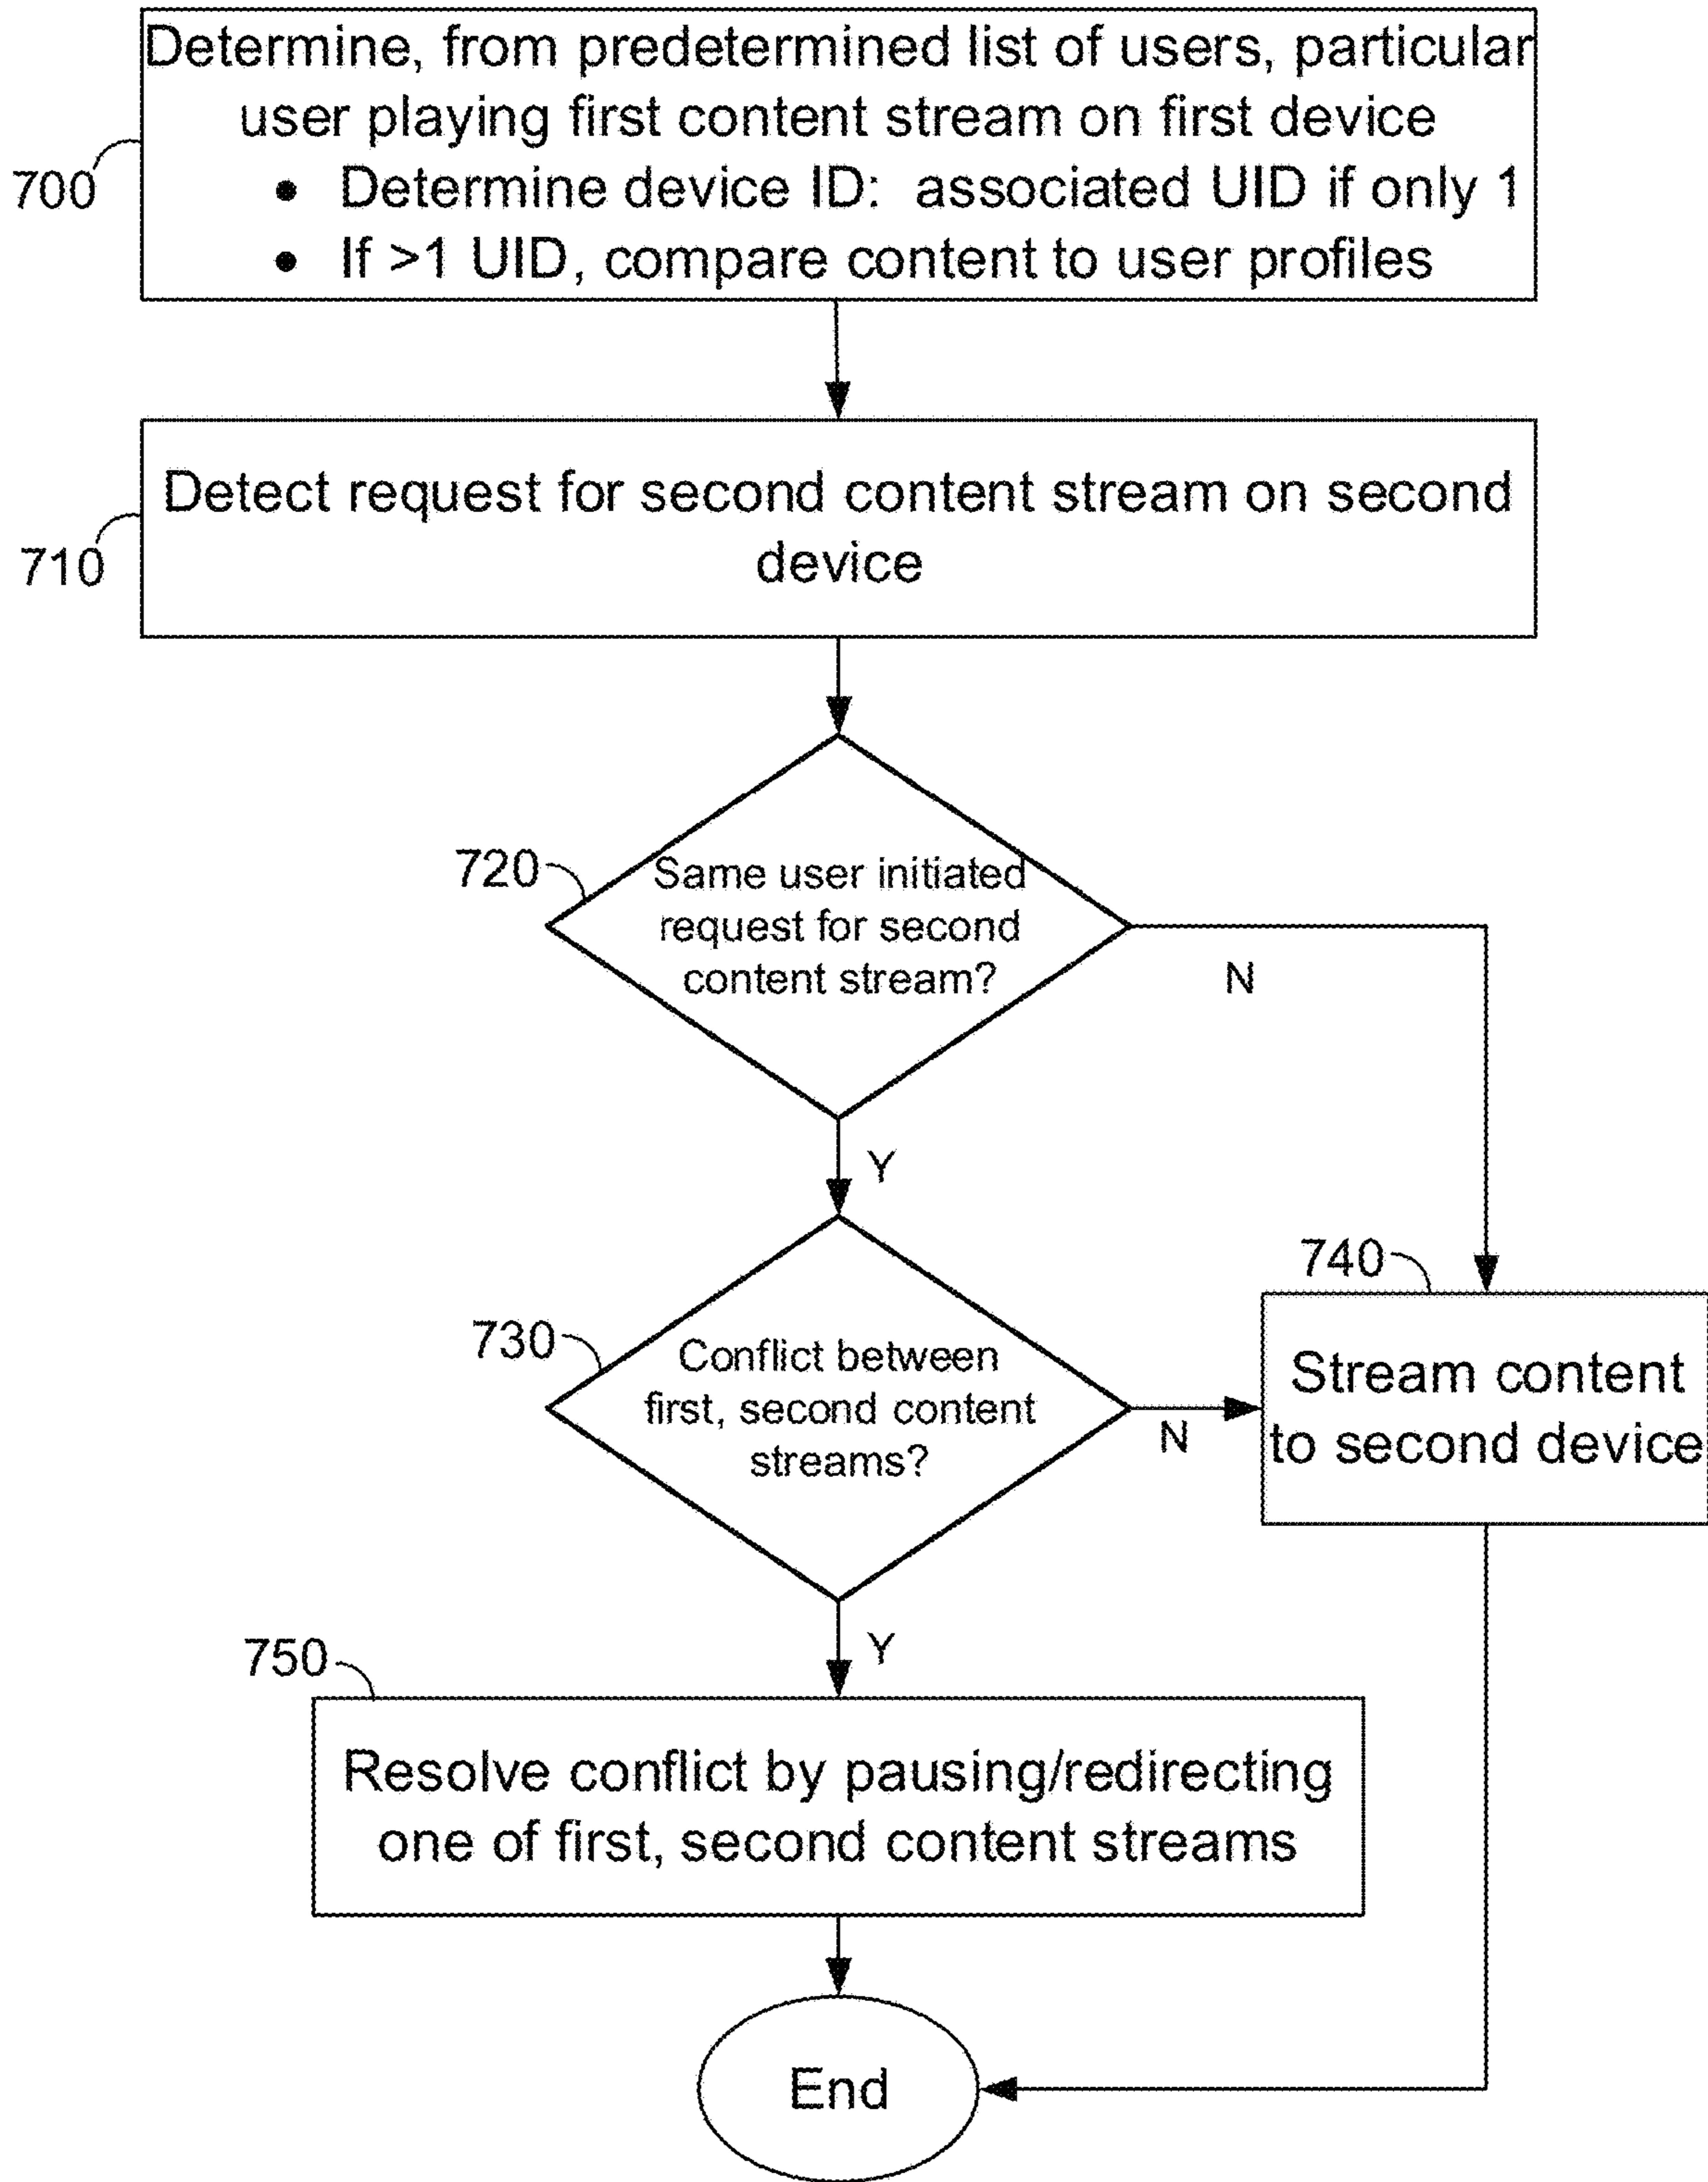 Determine, from predetermined list of users, particular
user playing first content stream on first device
700
• Determine device ID: associated UID if only 1
• If >1 UID, compare content to user profiles
Detect request for second content stream on second
710
device
720
Same user initiated
request for second
content stream?
N
Y
740
730
Conflict between
first, second content
streams?
N
Stream content
to second device
Y
750
Resolve conflict by pausing/redirecting
one of first, second content streams
End